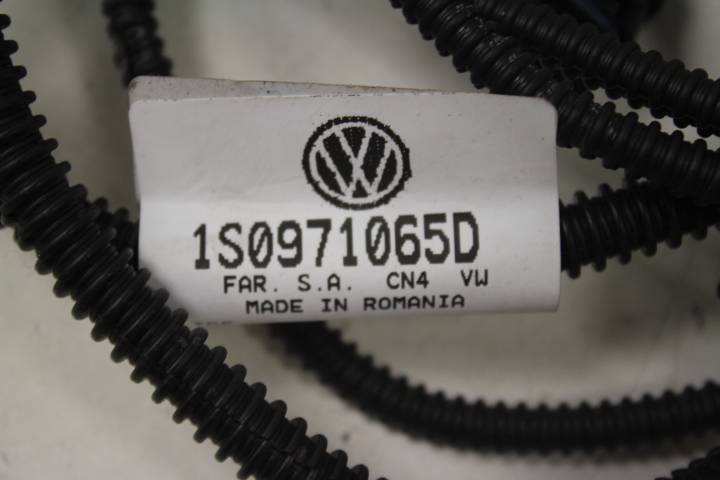 1S0971065D
FAR. S.A. CN4 VW
MADE IN ROMANIA